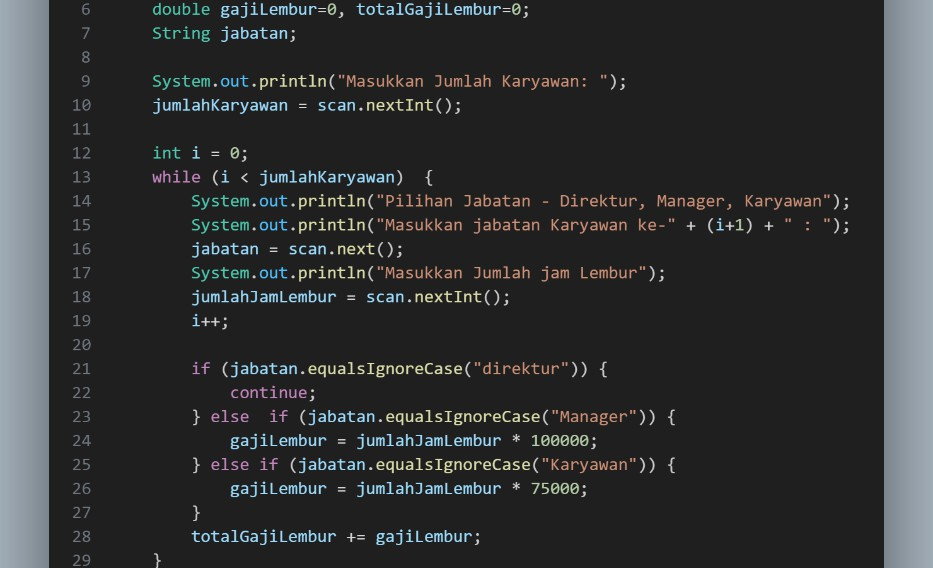 6 double gajiLembur=0, totalGajiLembur=0;
7 String jabatan;
8
9 System.out.println("Masukkan Jumlah Karyawan: ");
10 jumlahKaryawan = scan.nextInt();
11
12 int i = 0;
13 while (i < jumlahKaryawan)  {
14 System.out.println("Pilihan Jabatan - Direktur, Manager, Karyawan");
15 System.out.println("Masukkan jabatan Karyawan ke-" + (i+1) + " : ");
16 jabatan = scan.next();
17 System.out.println("Masukkan Jumlah jam Lembur");
18 jumlahJamLembur = scan.nextInt();
19 i++;
20
21 if (jabatan.equalsIgnoreCase("direktur")) {
22 continue;
23 } else  if (jabatan.equalsIgnoreCase("Manager")) {
24 gajiLembur = jumlahJamLembur * 100000;
25 } else if (jabatan.equalsIgnoreCase("Karyawan")) {
26 gajiLembur = jumlahJamLembur * 75000;
27 }
28 totalGajiLembur += gajiLembur;
29 }